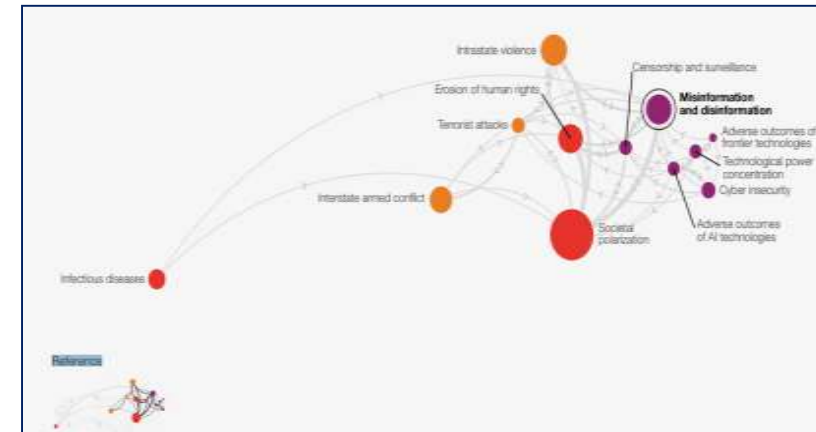 Intrastate violence
Censorship and surveillance
Erosion of human rights
Misinformation
and disinformation
Terrorist attacks
Adverse outcomes of
frontier technologies
Technological power
concentration
Cyber insecurity
Interstate armed conflict
Societal
polarization
Adverse outcomes
of AI technologies
Infectious diseases
Reference